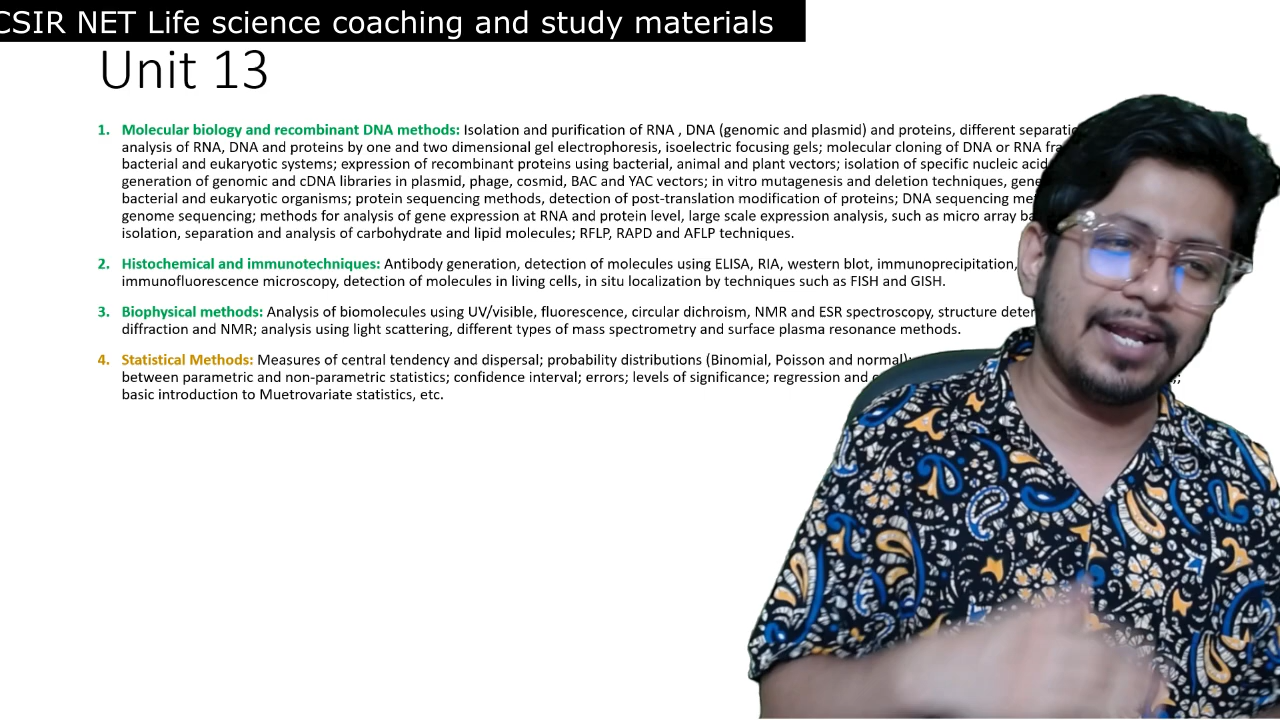 CSIR NET Life science coaching and study materials
Unit 13
1. Molecular biology and recombinant DNA methods: Isolation and purification of RNA , DNA (genomic and plasmid) and proteins, different
analysis of RNA, DNA and proteins by one and two dimensional gel electrophoresis, isoelectric focusing gels; molecular cloning of DNA or RNA
bacterial and eukaryotic systems; expression of recombinant proteins using bacterial, animal and plant vectors; isolation of specific nucleic acid
generation of genomic and cDNA libraries in plasmid, phage, cosmid, BAC and YAC vectors; in vitro mutagenesis and deletion techniques,
bacterial and eukaryotic organisms; protein sequencing methods, detection of post-translation modification of proteins; DNA sequencing
genome sequencing; methods for analysis of gene expression at RNA and protein level, large scale expression analysis, such as micro array
isolation, separation and analysis of carbohydrate and lipid molecules; RFLP, RAPD and AFLP techniques.
2. Histochemical and immunotechniques: Antibody generation, detection of molecules using ELISA, RIA, western blot, immunoprecipitation,
immunofluorescence microscopy, detection of molecules in living cells, in situ localization by techniques such as FISH and GISH.
3. Biophysical methods: Analysis of biomolecules using UV/visible, fluorescence, circular dichroism, NMR and ESR spectroscopy, structure
diffraction and NMR; analysis using light scattering, different types of mass spectrometry and surface plasma resonance methods.
4. Statistical Methods: Measures of central tendency and dispersal; probability distributions (Binomial, Poisson and normal);
between parametric and non-parametric statistics; confidence interval; errors; levels of significance; regression and
basic introduction to Muetrovariate statistics, etc.